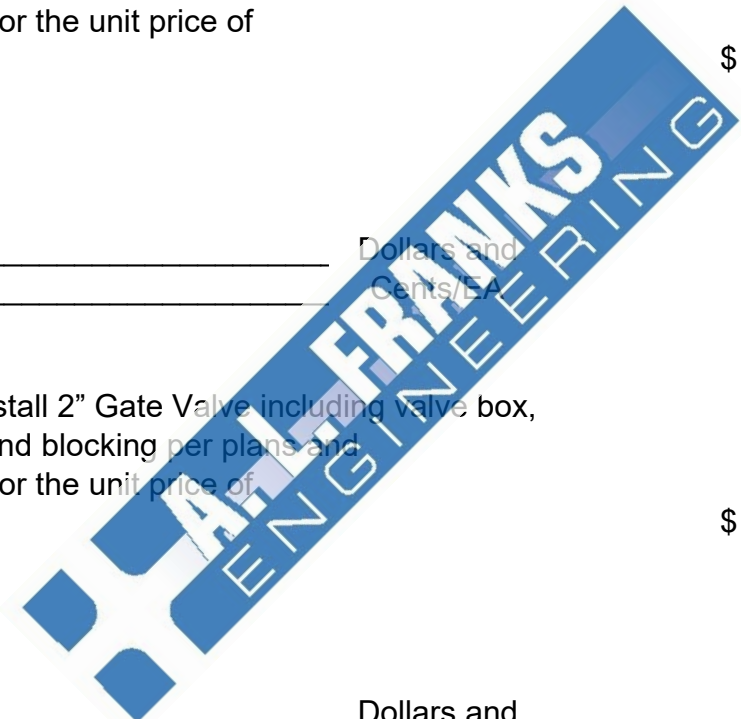 or the unit price of
$
Dollars and
Cents/EA
stall 2” Gate Valve including valve box,
nd blocking per plans and
or the unit price of
$
A.L. FRANKS
ENGINEERING
Dollars and